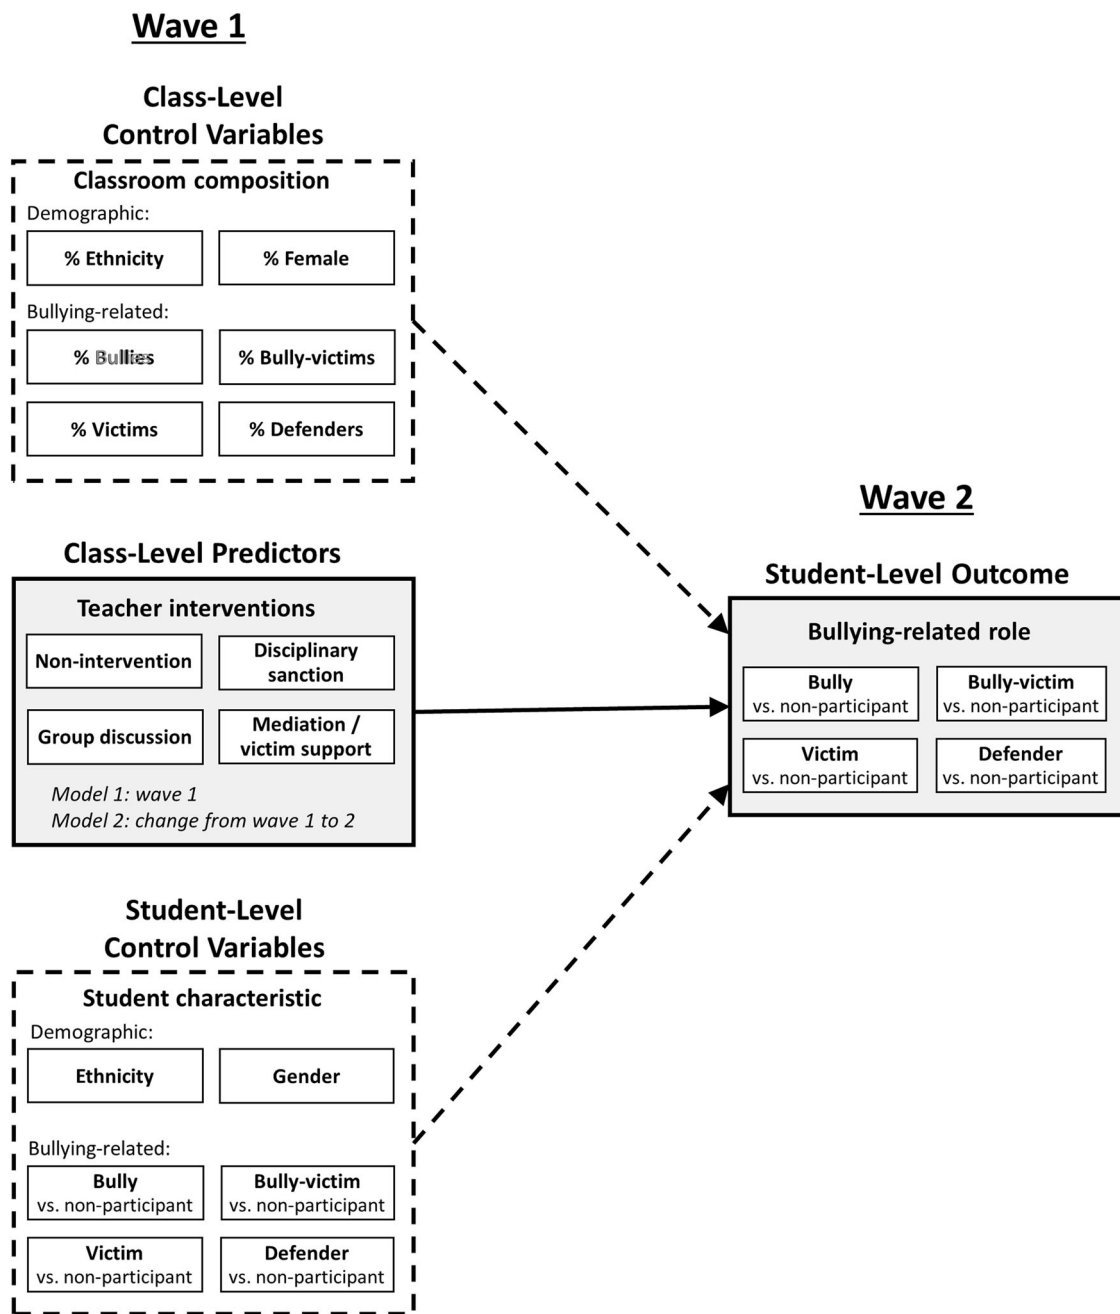 Wave 1
Class-Level
Control Variables
Classroom composition
Demographic:
% Ethnicity
% Female
Bullying-related:
% Bullies
% Bully-victims
% Victims
% Defenders
Class-Level Predictors
Teacher interventions
Non-intervention
Disciplinary
sanction
Group discussion
Mediation /
victim support
Model 1: wave 1
Model 2: change from wave 1 to 2
Student-Level
Control Variables
Student characteristic
Demographic:
Ethnicity
Gender
Bullying-related:
Bully
vs. non-participant
Bully-victim
vs. non-participant
Victim
vs. non-participant
Defender
vs. non-participant
Wave 2
Student-Level Outcome
Bullying-related role
Bully
vs. non-participant
Bully-victim
vs. non-participant
Victim
vs. non-participant
Defender
vs. non-participant